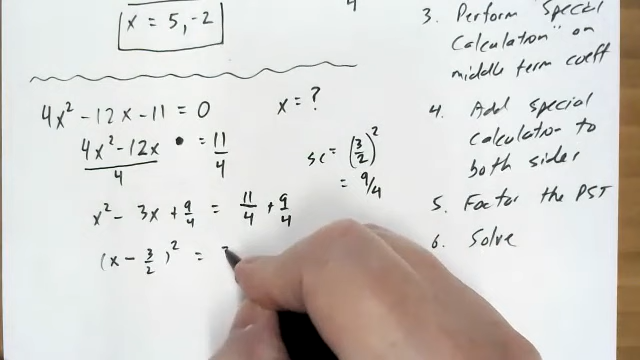 x = 5, -2
4
4x² - 12x - 11 = 0
x = ?
4x² - 12x = 11
4 4
sc = (3/2)²
= 9/4
x² - 3x + 9/4 = 11/4 + 9/4
(x - 3/2)² =
3. Perform "Special
Calculation" on
middle term coeff
4. Add special
calculation to
both sides
5. Factor the PST
6. Solve